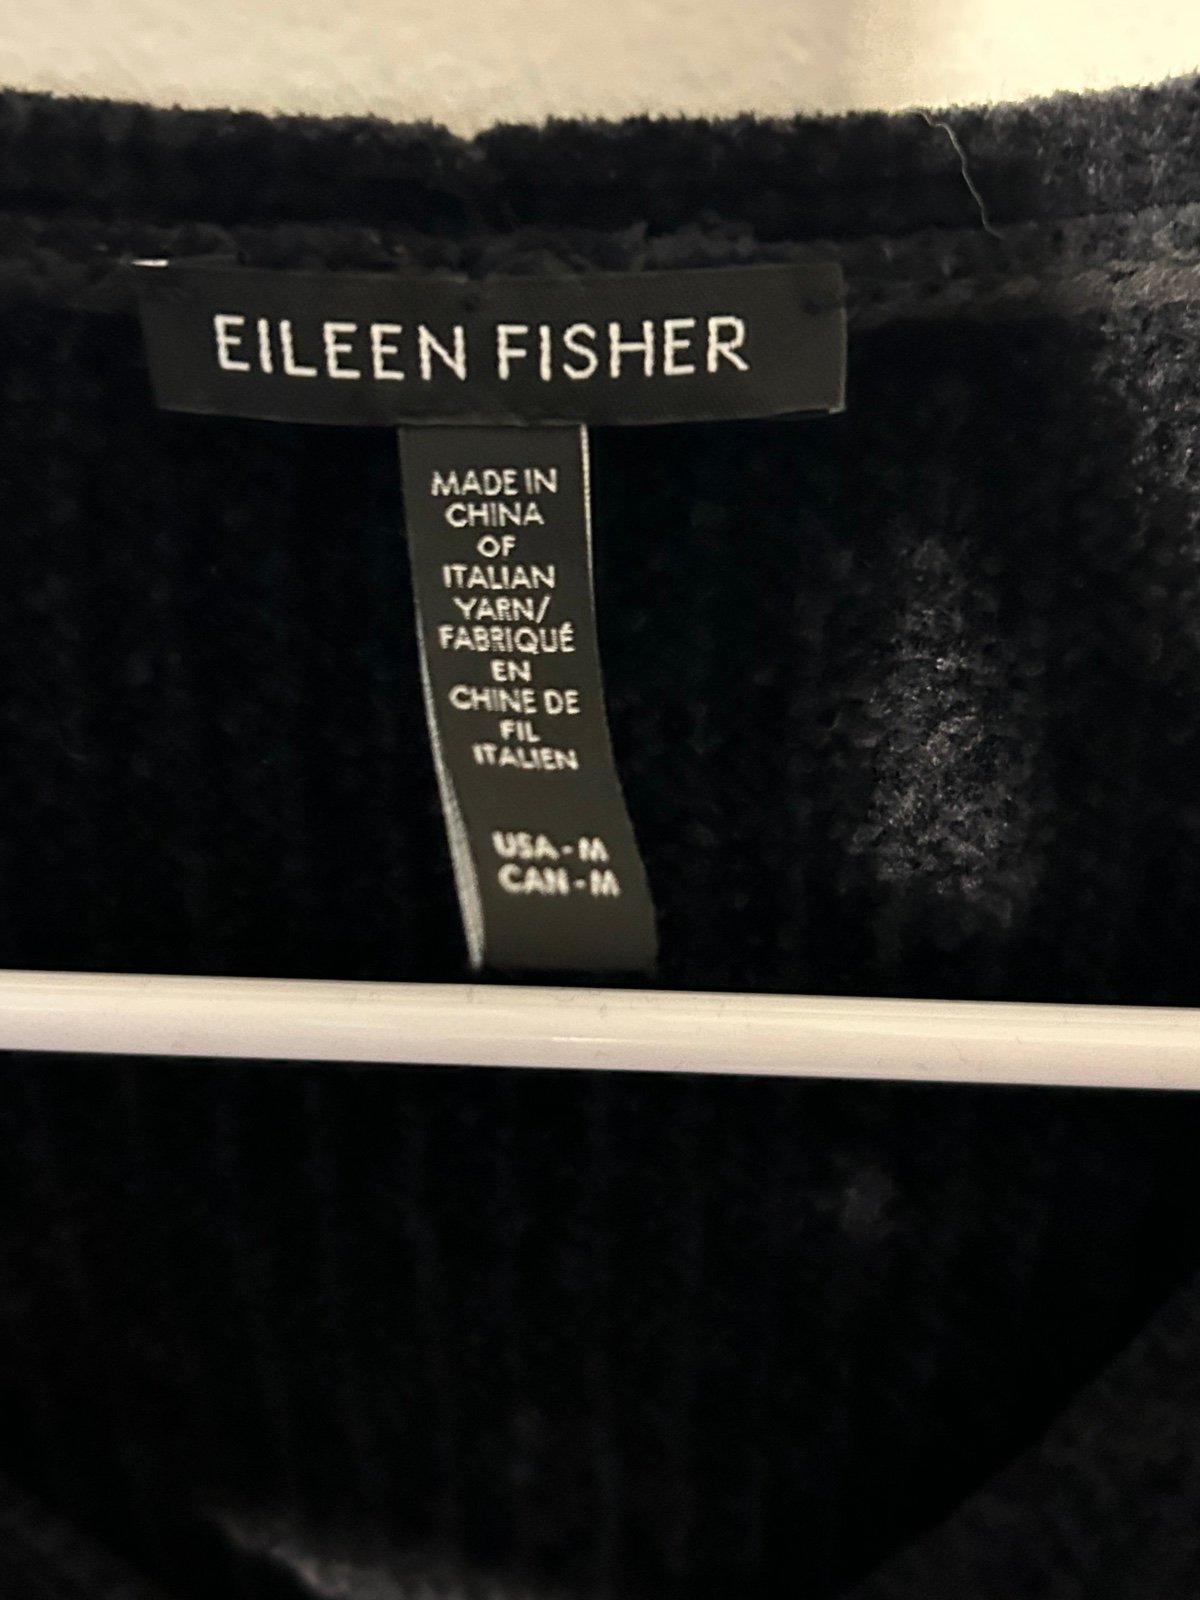 EILEEN FISHER
MADE IN
CHINA
OF
ITALIAN
YARN/
FABRIQUÉ
EN
CHINE DE
FIL
ITALIEN
USA - M
CAN - M